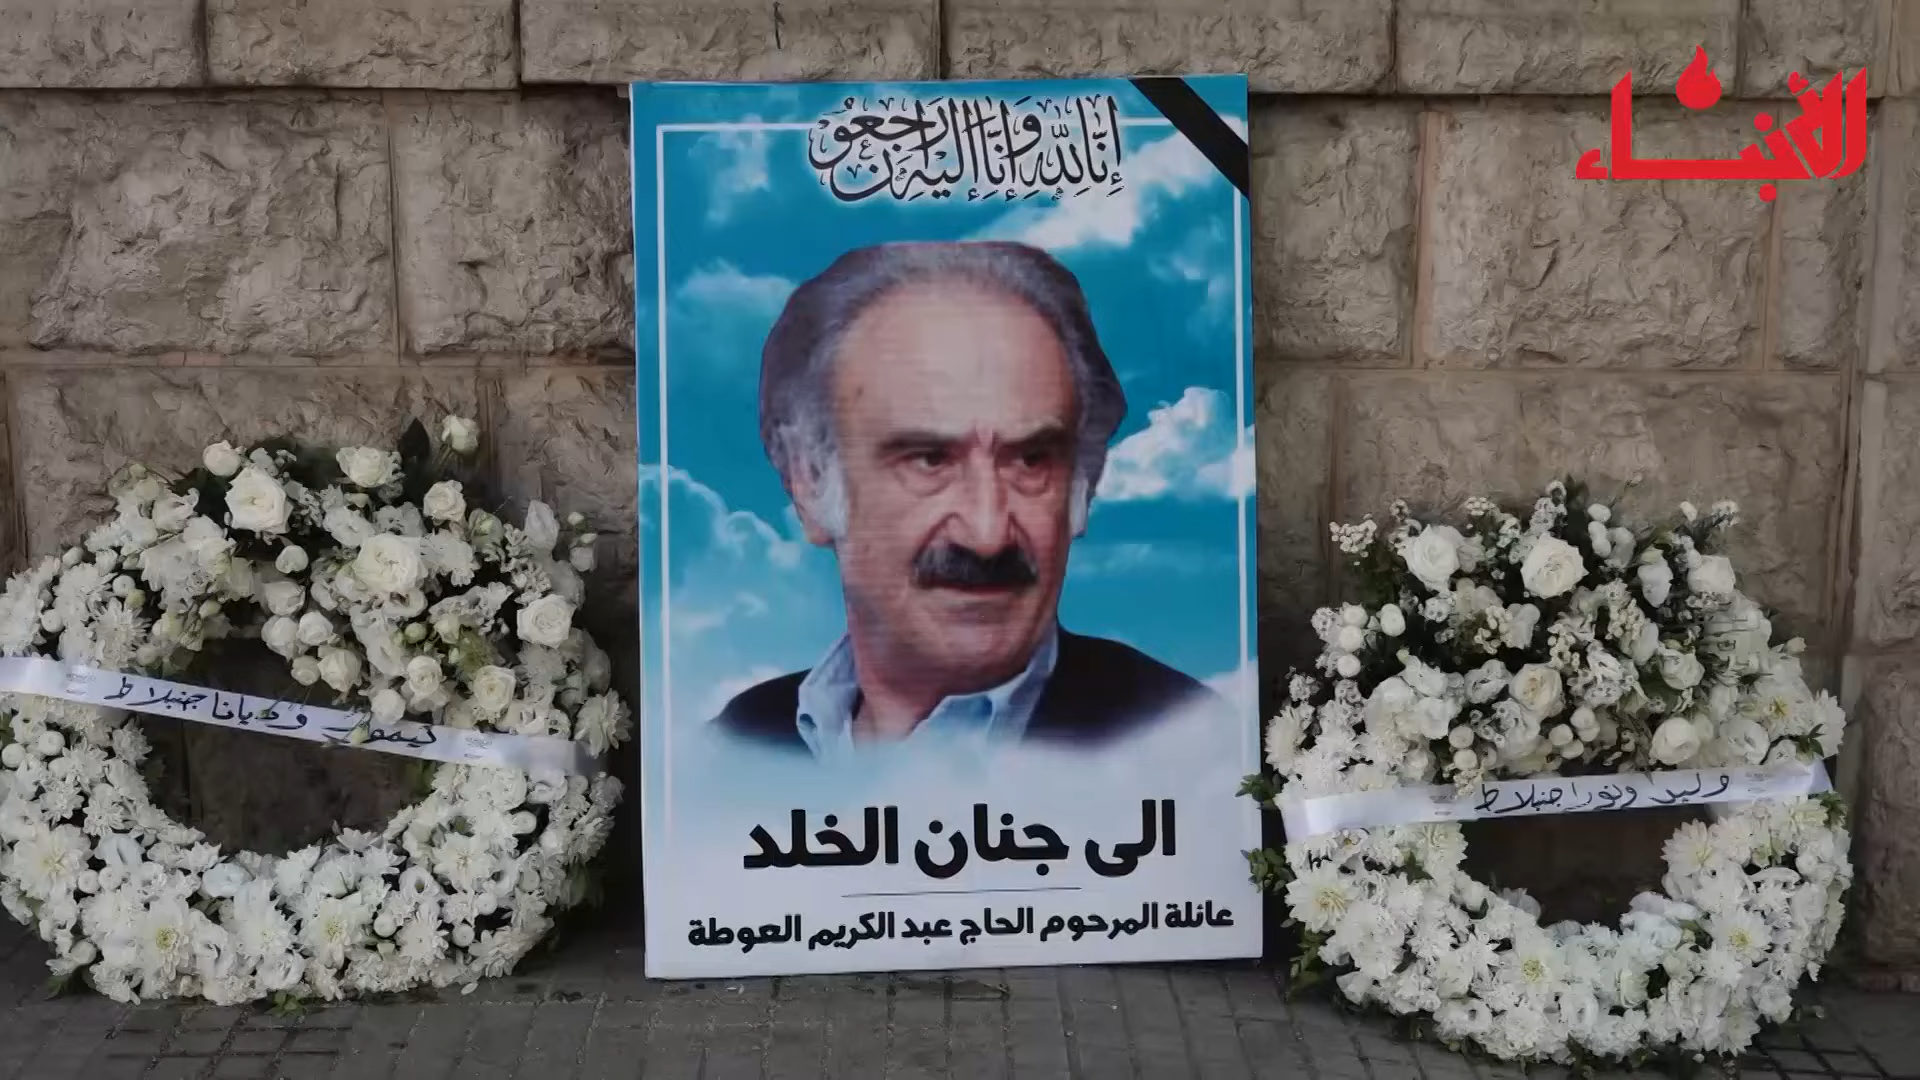 الأنباء
إنا لله وإنا إليه راجعون
الى جنان الخلد
عائلة المرحوم الحاج عبد الكريم العوطة
تيمور وديانا جنبلاط
وليد ونورا جنبلاط